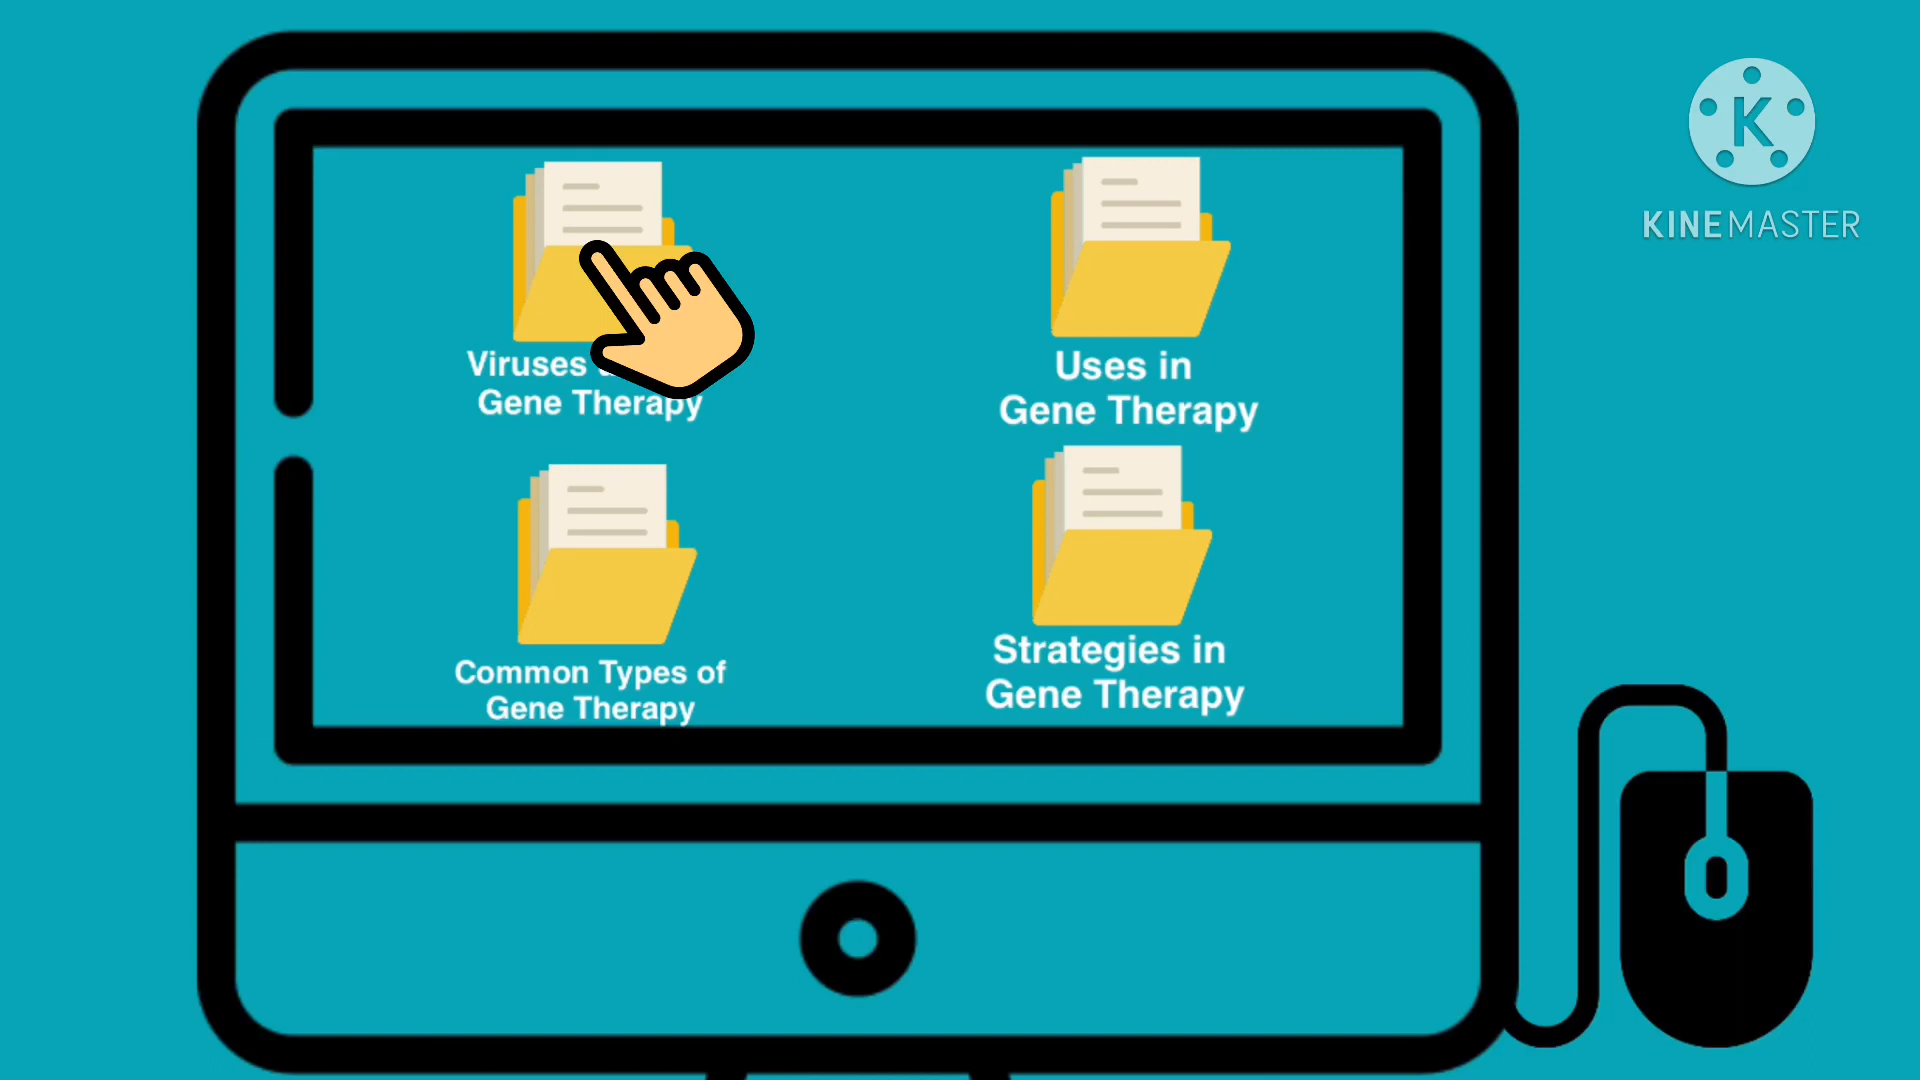 Viruses
Gene Therapy
Uses in
Gene Therapy
Common Types of
Gene Therapy
Strategies in
Gene Therapy
K
KINEMASTER